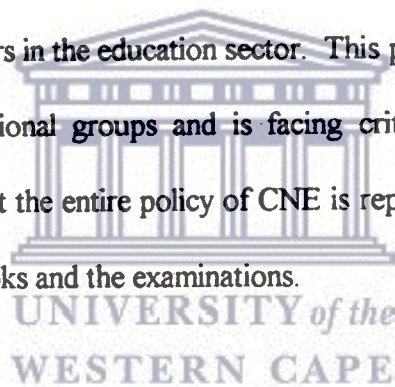 rs in the education sector. This p
ional groups and is facing crit
t the entire policy of CNE is rep
ks and the examinations.
UNIVERSITY of the
WESTERN CAPE